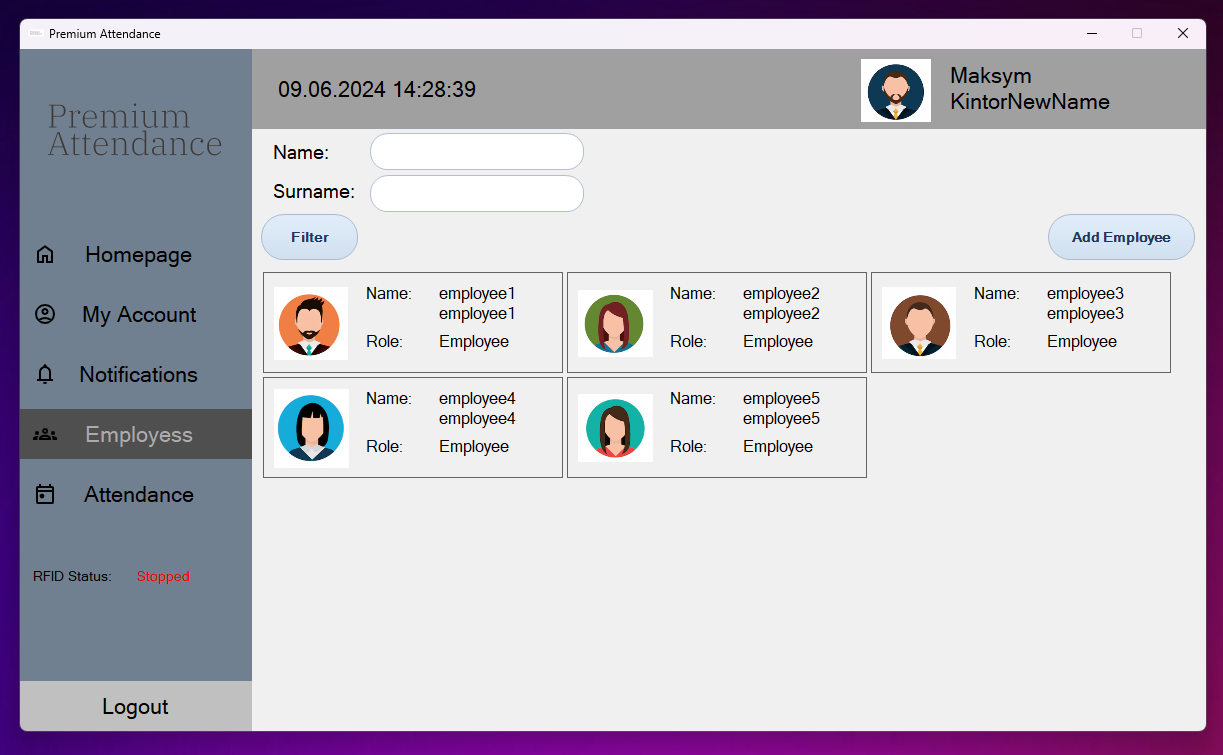 Premium Attendance
Premium
Attendance
Homepage
My Account
Notifications
Employess
Attendance
RFID Status: Stopped
Logout
09.06.2024 14:28:39
Maksym
KintorNewName
Name:
Surname:
Filter
Add Employee
Name: employee1
employee1
Role: Employee
Name: employee2
employee2
Role: Employee
Name: employee3
employee3
Role: Employee
Name: employee4
employee4
Role: Employee
Name: employee5
employee5
Role: Employee